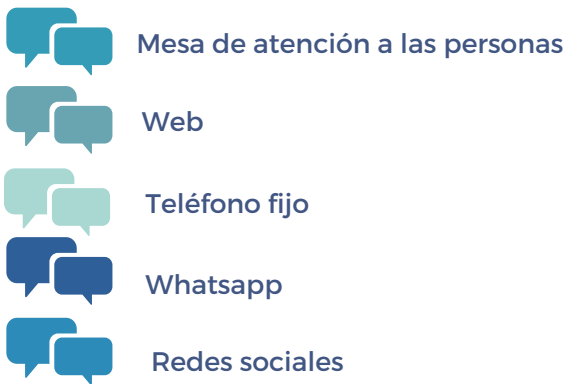 Mesa de atención a las personas
Web
Teléfono fijo
Whatsapp
Redes sociales